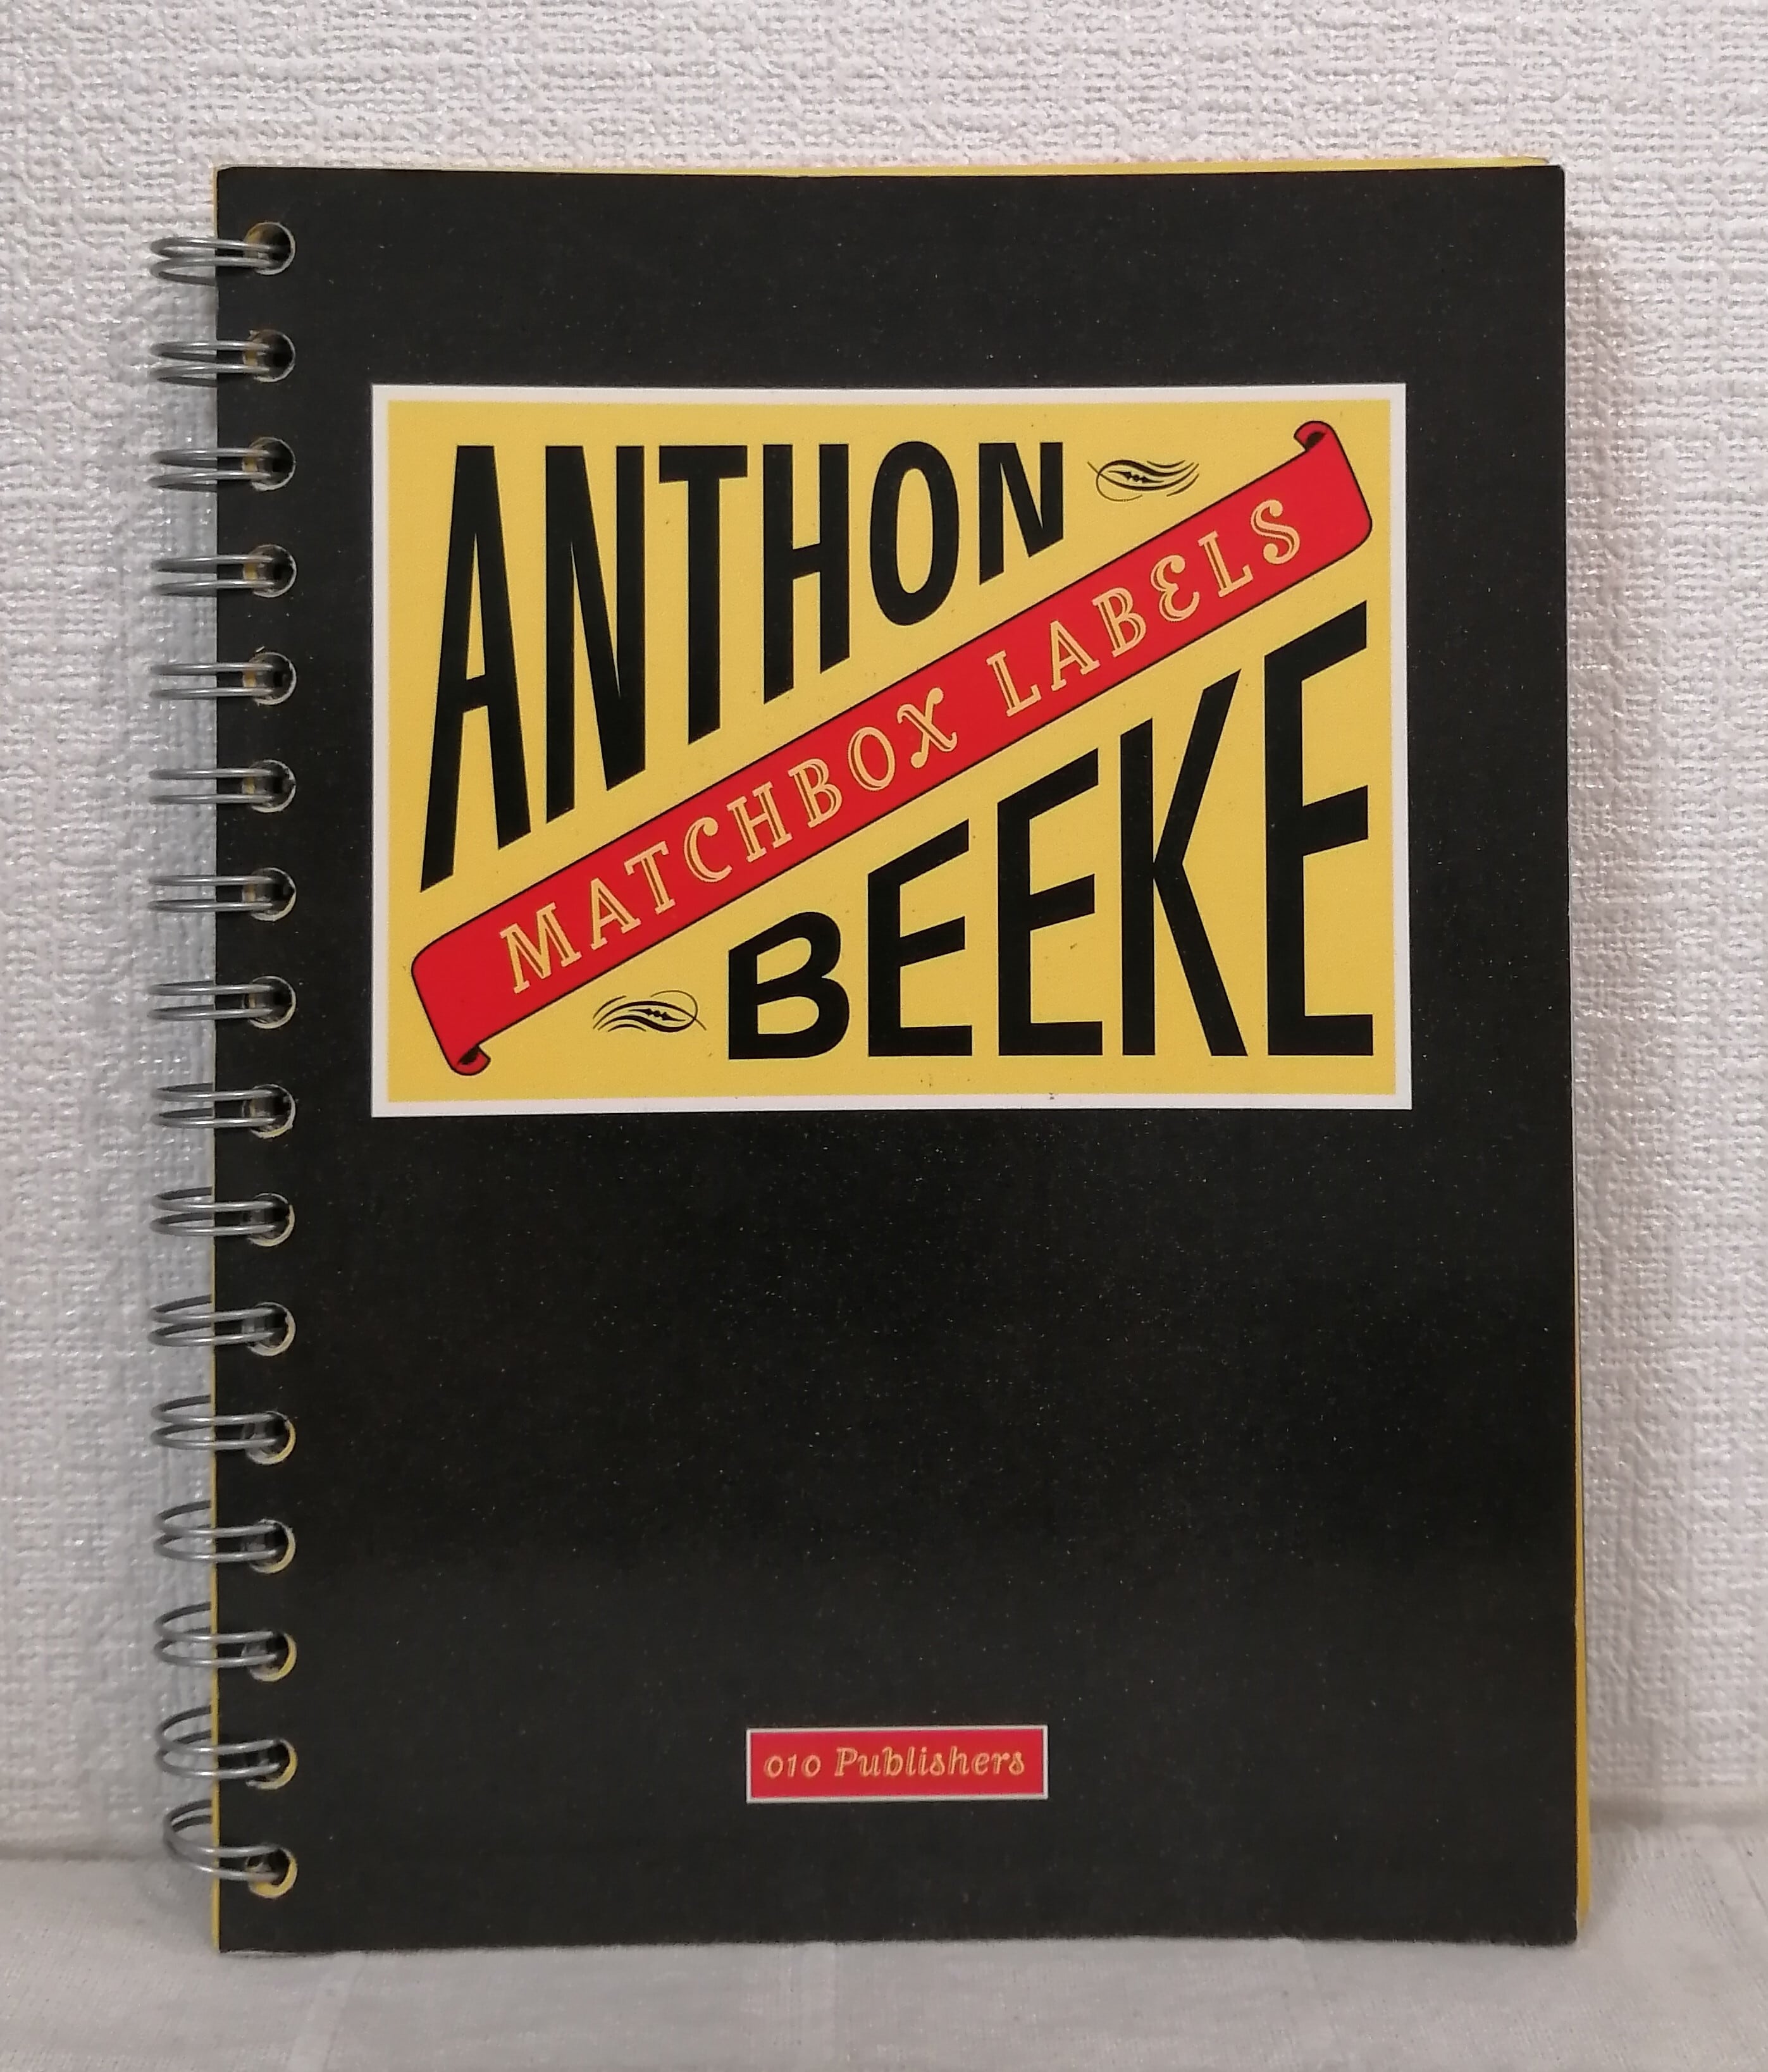 ANTHON
MATCHBOX LABELS
BEEKE
010 Publishers